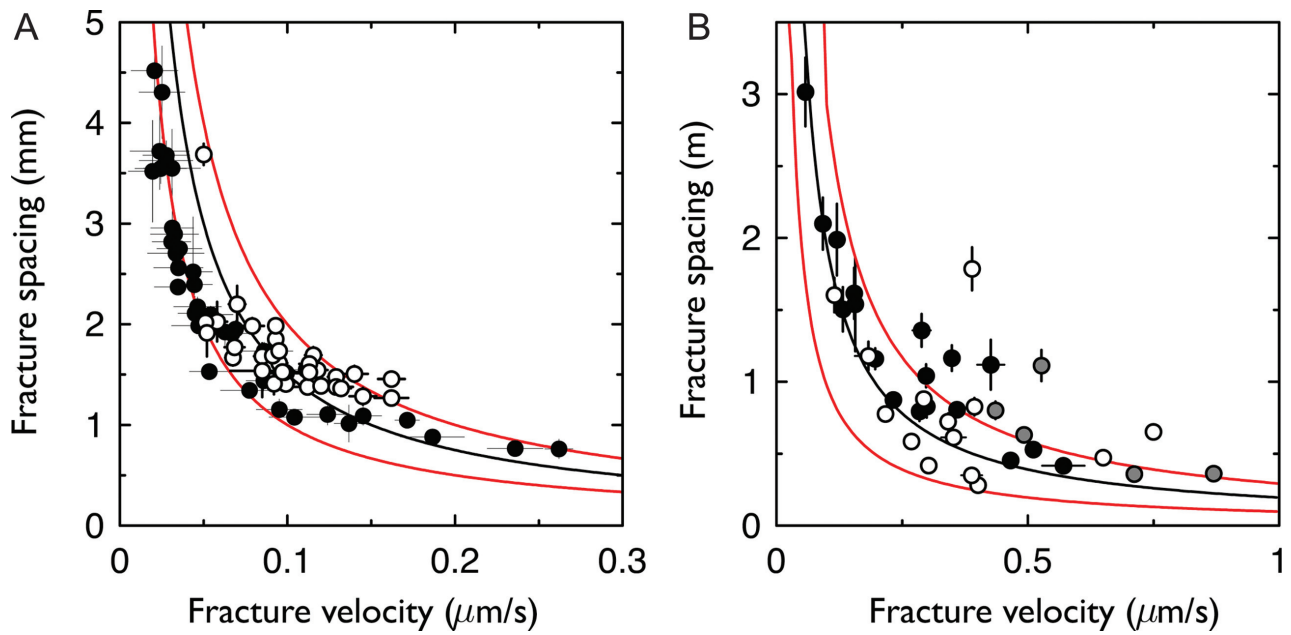 A
Fracture spacing (mm)
5
4
3
2
1
0
0
0.1
0.2
0.3
Fracture velocity (μm/s)
B
Fracture spacing (m)
3
2
1
0
0
0.5
1
Fracture velocity (μm/s)